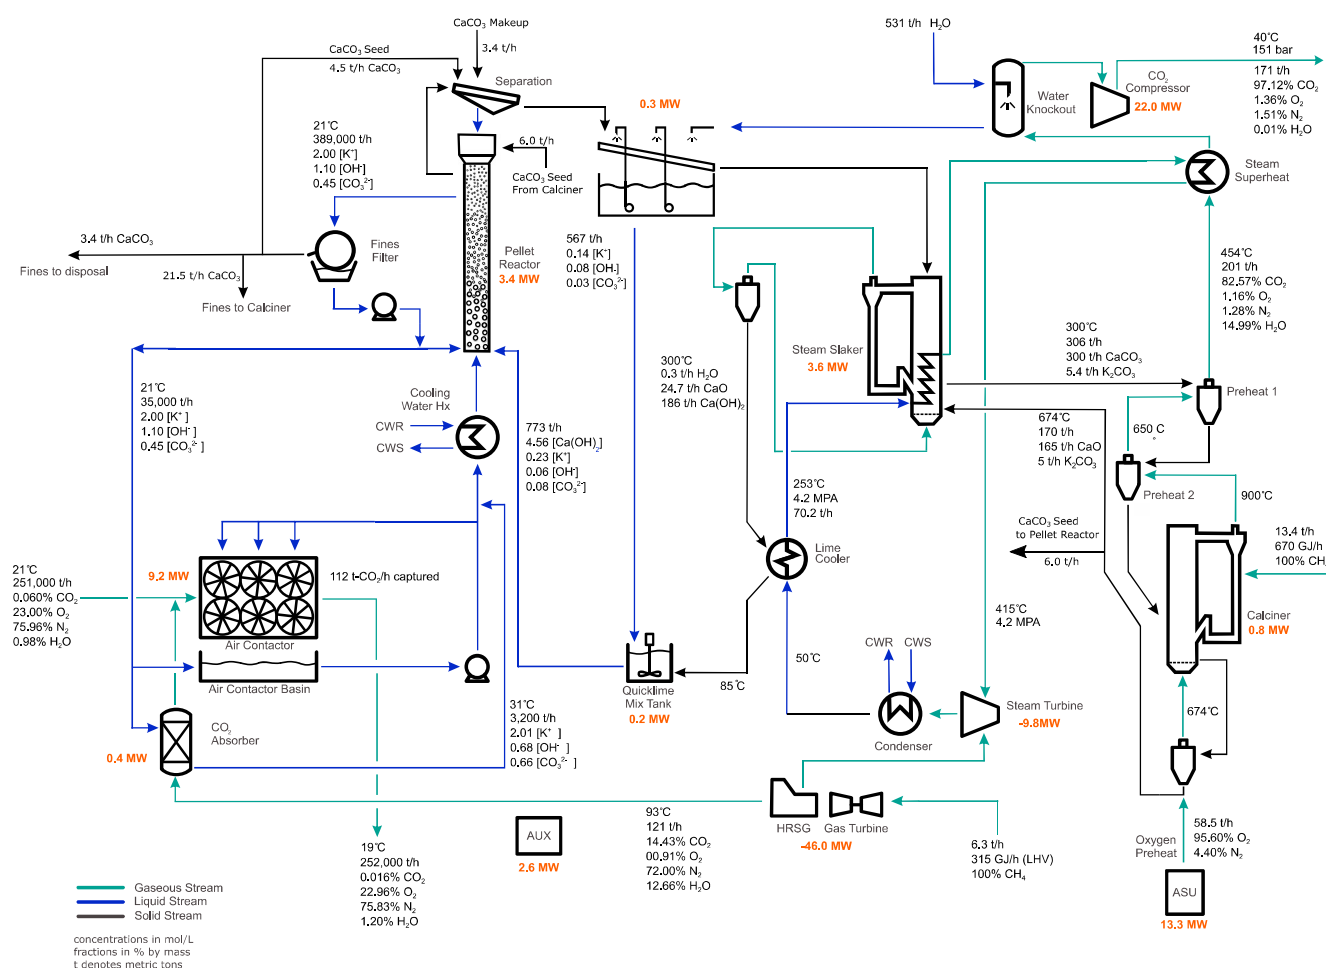 CaCO₃ Makeup
3.4 t/h
CaCO₃ Seed
4.5 t/h CaCO₃
Separation
0.3 MW
531 t/h H₂O
40°C
151 bar
171 t/h
97.12% CO₂
1.36% O₂
1.51% N₂
0.01% H₂O
CO₂
Compressor
22.0 MW
Water
Knockout
21°C
389,000 t/h
2.00 [K⁺]
1.10 [OH⁻]
0.45 [CO₃²⁻]
6.0 t/h
CaCO₃ Seed
From Calciner
Steam
Superheat
3.4 t/h CaCO₃
Fines to disposal
21.5 t/h CaCO₃
Fines to Calciner
Fines
Filter
Pellet
Reactor
3.4 MW
567 t/h
0.14 [K⁺]
0.08 [OH-]
0.03 [CO₃²⁻]
454°C
201 t/h
82.57% CO₂
1.16% O₂
1.28% N₂
14.99% H₂O
Steam Slaker
3.6 MW
300°C
306 t/h
300 t/h CaCO₃
5.4 t/h K₂CO₃
Preheat 1
300°C
0.3 t/h H₂O
24.7 t/h CaO
186 t/h Ca(OH)₂
21°C
35,000 t/h
2.00 [K⁺]
1.10 [OH⁻]
0.45 [CO₃²⁻]
Cooling
Water Hx
CWR
CWS
773 t/h
4.56 [Ca(OH)₂]
0.23 [K⁺]
0.06 [OH⁻]
0.08 [CO₃²⁻]
674°C
170 t/h
165 t/h CaO
5 t/h K₂CO₃
650 C
°
Preheat 2
900°C
253°C
4.2 MPA
70.2 t/h
CaCO₃ Seed
to Pellet Reactor
6.0 t/h
13.4 t/h
670 GJ/h
100% CH₄
Lime
Cooler
21°C
251,000 t/h
0.060% CO₂
23.00% O₂
75.96% N₂
0.98% H₂O
9.2 MW
112 t-CO₂/h captured
Air Contactor
Air Contactor Basin
Calciner
0.8 MW
415°C
4.2 MPA
50°C
CWR
CWS
85°C
Quicklime
Mix Tank
0.2 MW
Condenser
Steam Turbine
-9.8MW
674°C
CO₂
Absorber
0.4 MW
31°C
3,200 t/h
2.01 [K⁺ ]
0.68 [OH⁻ ]
0.66 [CO₃²⁻ ]
HRSG
Gas Turbine
-46.0 MW
93°C
121 t/h
14.43% CO₂
00.91% O₂
72.00% N₂
12.66% H₂O
6.3 t/h
315 GJ/h (LHV)
100% CH₄
Oxygen
Preheat
58.5 t/h
95.60% O₂
4.40% N₂
AUX
2.6 MW
ASU
13.3 MW
19°C
252,000 t/h
0.016% CO₂
22.96% O₂
75.83% N₂
1.20% H₂O
Gaseous Stream
Liquid Stream
Solid Stream
concentrations in mol/L
fractions in % by mass
t denotes metric tons